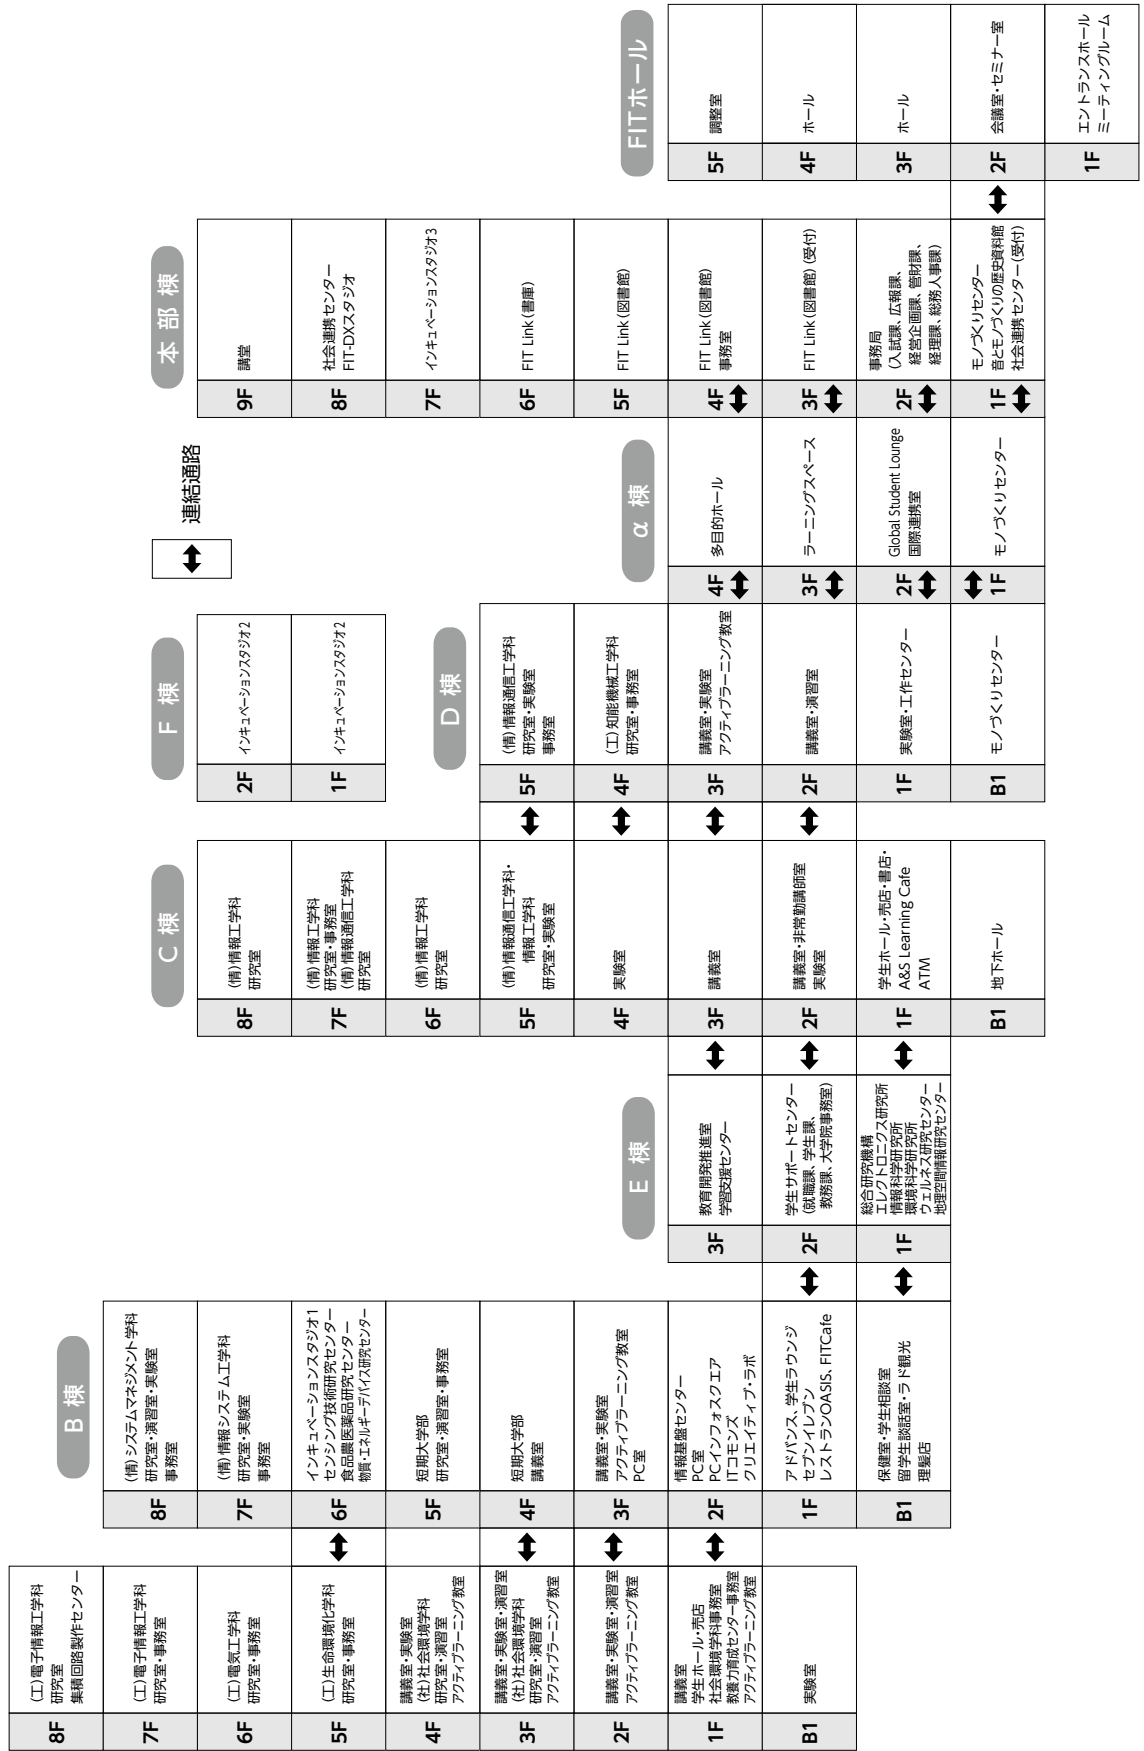 8F
(工)電子情報工学科
研究室
集積回路製作センター
7F
(工)電子情報工学科
研究室・事務室
6F
(工)電気工学科
研究室・事務室
5F
(工)生命環境化学科
研究室・事務室
4F
講義室・実験室
(社)社会環境学科
研究室・演習室
アクティブラーニング教室
3F
講義室・実験室・演習室
(社)社会環境学科
研究室・演習室
アクティブラーニング教室
2F
講義室・実験室・演習室
アクティブラーニング教室
1F
講義室
学生ホール・売店
社会環境学科事務室
教養力育成センター事務室
アクティブラーニング教室
B1
実験室
B 棟
8F
(情)システムマネジメント学科
研究室・演習室・実験室
事務室
7F
(情)情報システム工学科
研究室・実験室
事務室
6F
インキュベーションスタジオ1
センシング技術研究センター
食品農医薬品研究センター
物質・エネルギーデバイス研究センター
5F
短期大学部
研究室・演習室・事務室
4F
短期大学部
講義室
3F
講義室・実験室
アクティブラーニング教室
PC室
2F
情報基盤センター
PC室
PCインフォスクエア
ITコモンズ
クリエイティブ・ラボ
1F
アドバンス、学生ラウンジ
セブンイレブン
レストランOASIS、FITCafe
B1
保健室・学生相談室
留学生談話室・ラド観光
理髪店
E 棟
3F
教育開発推進室
学習支援センター
2F
学生サポートセンター
(就職課、学生課、
教務課、大学院事務室)
1F
総合研究機構
エレクトロニクス研究所
情報科学研究所
環境科学研究所
ウェルネス研究センター
地理空間情報研究センター
C 棟
8F
(情)情報工学科
研究室
7F
(情)情報工学科
研究室・事務室
(情)情報通信工学科
研究室
6F
(情)情報工学科
研究室
5F
(情)情報通信工学科・
情報工学科
研究室・実験室
4F
実験室
3F
講義室
2F
講義室・非常勤講師室
実験室
1F
学生ホール・売店・書店・
A&S Learning Cafe
ATM
B1
地下ホール
F 棟
2F
インキュベーションスタジオ2
1F
インキュベーションスタジオ2
D 棟
5F
(情)情報通信工学科
研究室・実験室
事務室
4F
(工)知能機械工学科
研究室・事務室
3F
講義室・実験室
アクティブラーニング教室
2F
講義室・演習室
1F
実験室・工作センター
B1
モノづくりセンター
連結通路
α 棟
4F
多目的ホール
3F
ラーニングスペース
2F
Global Student Lounge
国際連携室
1F
モノづくりセンター
本 部 棟
9F
講堂
8F
社会連携センター
FIT-DXスタジオ
7F
インキュベーションスタジオ3
6F
FIT Link(書庫)
5F
FIT Link(図書館)
4F
FIT Link(図書館)
事務室
3F
FIT Link(図書館)(受付)
2F
事務局
(入試課、広報課、
経営企画課、管財課、
経理課、総務人事課)
1F
モノづくりセンター
音とモノづくりの歴史資料館
社会連携センター(受付)
FITホール
5F
調整室
4F
ホール
3F
ホール
2F
会議室・セミナー室
1F
エントランスホール
ミーティングルーム